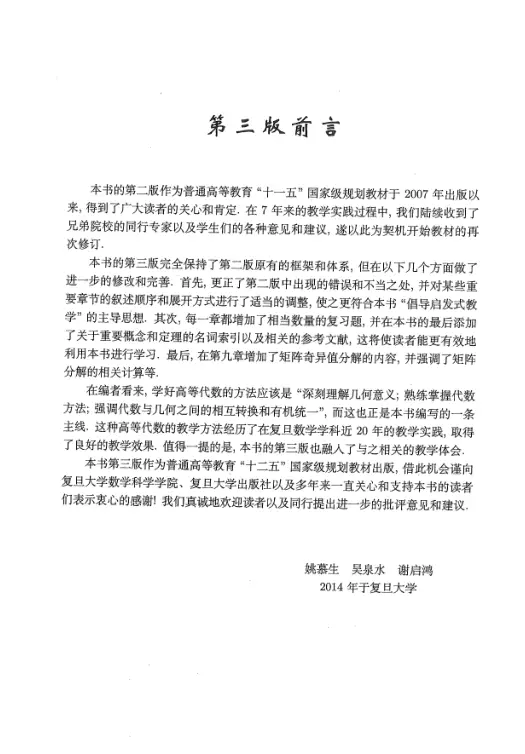 第三版前言
本书的第二版作为普通高等教育“十一五”国家级规划教材于 2007 年出版以
来, 得到了广大读者的关心和肯定. 在 7 年来的教学实践过程中, 我们陆续收到了
兄弟院校的同行专家以及学生们的各种意见和建议, 遂以此为契机开始教材的再
次修订.
本书的第三版完全保持了第二版原有的框架和体系, 但在以下几个方面做了
进一步的修改和完善. 首先, 更正了第二版中出现的错误和不当之处, 并对某些重
要章节的叙述顺序和展开方式进行了适当的调整, 使之更符合本书“倡导启发式教
学”的主导思想. 其次, 每一章都增加了相当数量的复习题, 并在本书的最后添加
了关于重要概念和定理的名词索引以及相关的参考文献, 这将使读者能更有效地
利用本书进行学习. 最后, 在第九章增加了矩阵奇异值分解的内容, 并强调了矩阵
分解的相关计算等.
在编者看来, 学好高等代数的方法应该是“深刻理解几何意义; 熟练掌握代数
方法; 强调代数与几何之间的相互转换和有机统一”, 而这也正是本书编写的一条
主线. 这种高等代数的教学方法经历了在复旦数学学科近 20 年的教学实践, 取得
了良好的教学效果. 值得一提的是, 本书的第三版也融入了与之相关的教学体会.
本书第三版作为普通高等教育“十二五”国家级规划教材出版, 借此机会谨向
复旦大学数学科学学院、复旦大学出版社以及多年来一直关心和支持本书的读者
们表示衷心的感谢! 我们真诚地欢迎读者以及同行提出进一步的批评意见和建议.
姚慕生 吴泉水 谢启鸿
2014 年于复旦大学